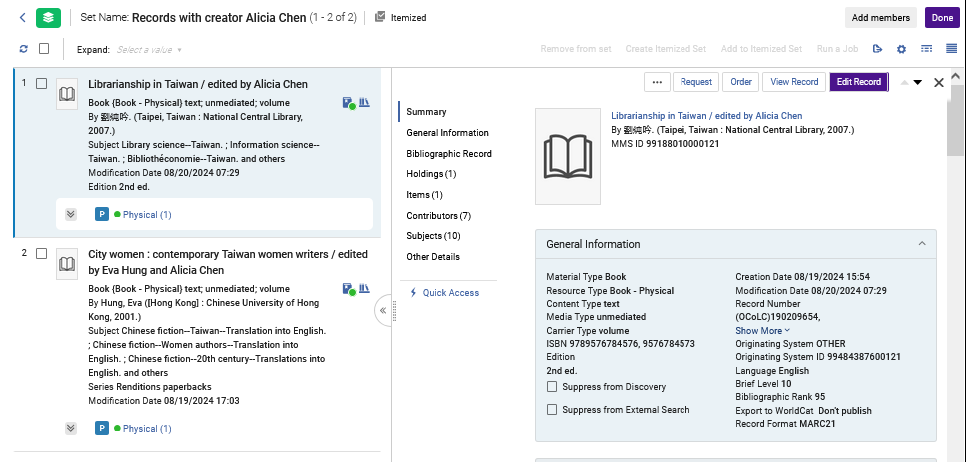 Set Name: Records with creator Alicia Chen (1 - 2 of 2) Itemized Add members Done
Expand: Select a value Remove from set Create Itemized Set Add to Itemized Set Run a Job
1 Librarianship in Taiwan / edited by Alicia Chen
Book {Book - Physical} text; unmediated; volume
By 劉純吟. (Taipei, Taiwan : National Central Library,
2007.)
Subject Library science--Taiwan. ; Information science--
Taiwan. ; Bibliothéconomie--Taiwan. and others
Modification Date 08/20/2024 07:29
Edition 2nd ed.
P Physical (1)
2 City women : contemporary Taiwan women writers / edited
by Eva Hung and Alicia Chen
Book {Book - Physical} text; unmediated; volume
By Hung, Eva ([Hong Kong] : Chinese University of Hong
Kong, 2001.)
Subject Chinese fiction--Taiwan--Translation into English.
; Chinese fiction--Women authors--Translation into
English. ; Chinese fiction--20th century--Translations into
English. and others
Series Renditions paperbacks
Modification Date 08/19/2024 17:03
P Physical (1)
Summary
General Information
Bibliographic Record
Holdings (1)
Items (1)
Contributors (7)
Subjects (10)
Other Details
Quick Access
••• Request Order View Record Edit Record
Librarianship in Taiwan / edited by Alicia Chen
By 劉純吟. (Taipei, Taiwan : National Central Library, 2007.)
MMS ID 99188010000121
General Information
Material Type Book
Resource Type Book - Physical
Content Type text
Media Type unmediated
Carrier Type volume
ISBN 9789576784576, 9576784573
Edition
2nd ed.
Suppress from Discovery
Suppress from External Search
Creation Date 08/19/2024 15:54
Modification Date 08/20/2024 07:29
Record Number
(OCoLC)190209654,
Show More
Originating System OTHER
Originating System ID 99484387600121
Language English
Brief Level 10
Bibliographic Rank 95
Export to WorldCat Don't publish
Record Format MARC21